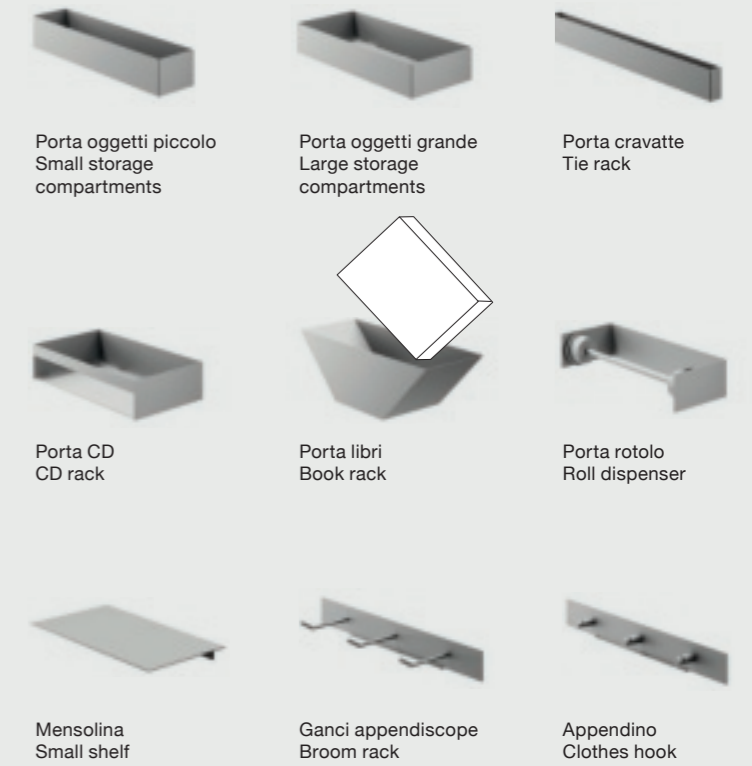 Porta oggetti piccolo
Small storage
compartments
Porta oggetti grande
Large storage
compartments
Porta cravatte
Tie rack
Porta CD
CD rack
Porta libri
Book rack
Porta rotolo
Roll dispenser
Mensolina
Small shelf
Ganci appendiscope
Broom rack
Appendino
Clothes hook